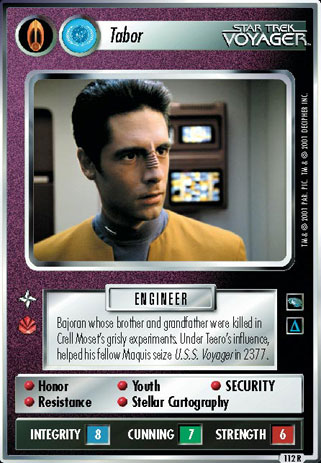 Tabor
STAR TREK
VOYAGER
TM & © 2001 PAR. PIC. TM & © 2001 DECIPHER INC.
ENGINEER
Bajoran whose brother and grandfather were killed in
Crell Moset's grisly experiments. Under Teero's influence,
helped his fellow Maquis seize U.S.S. Voyager in 2377.
Honor Youth SECURITY
Resistance Stellar Cartography
INTEGRITY 8 CUNNING 7 STRENGTH 6
112 R